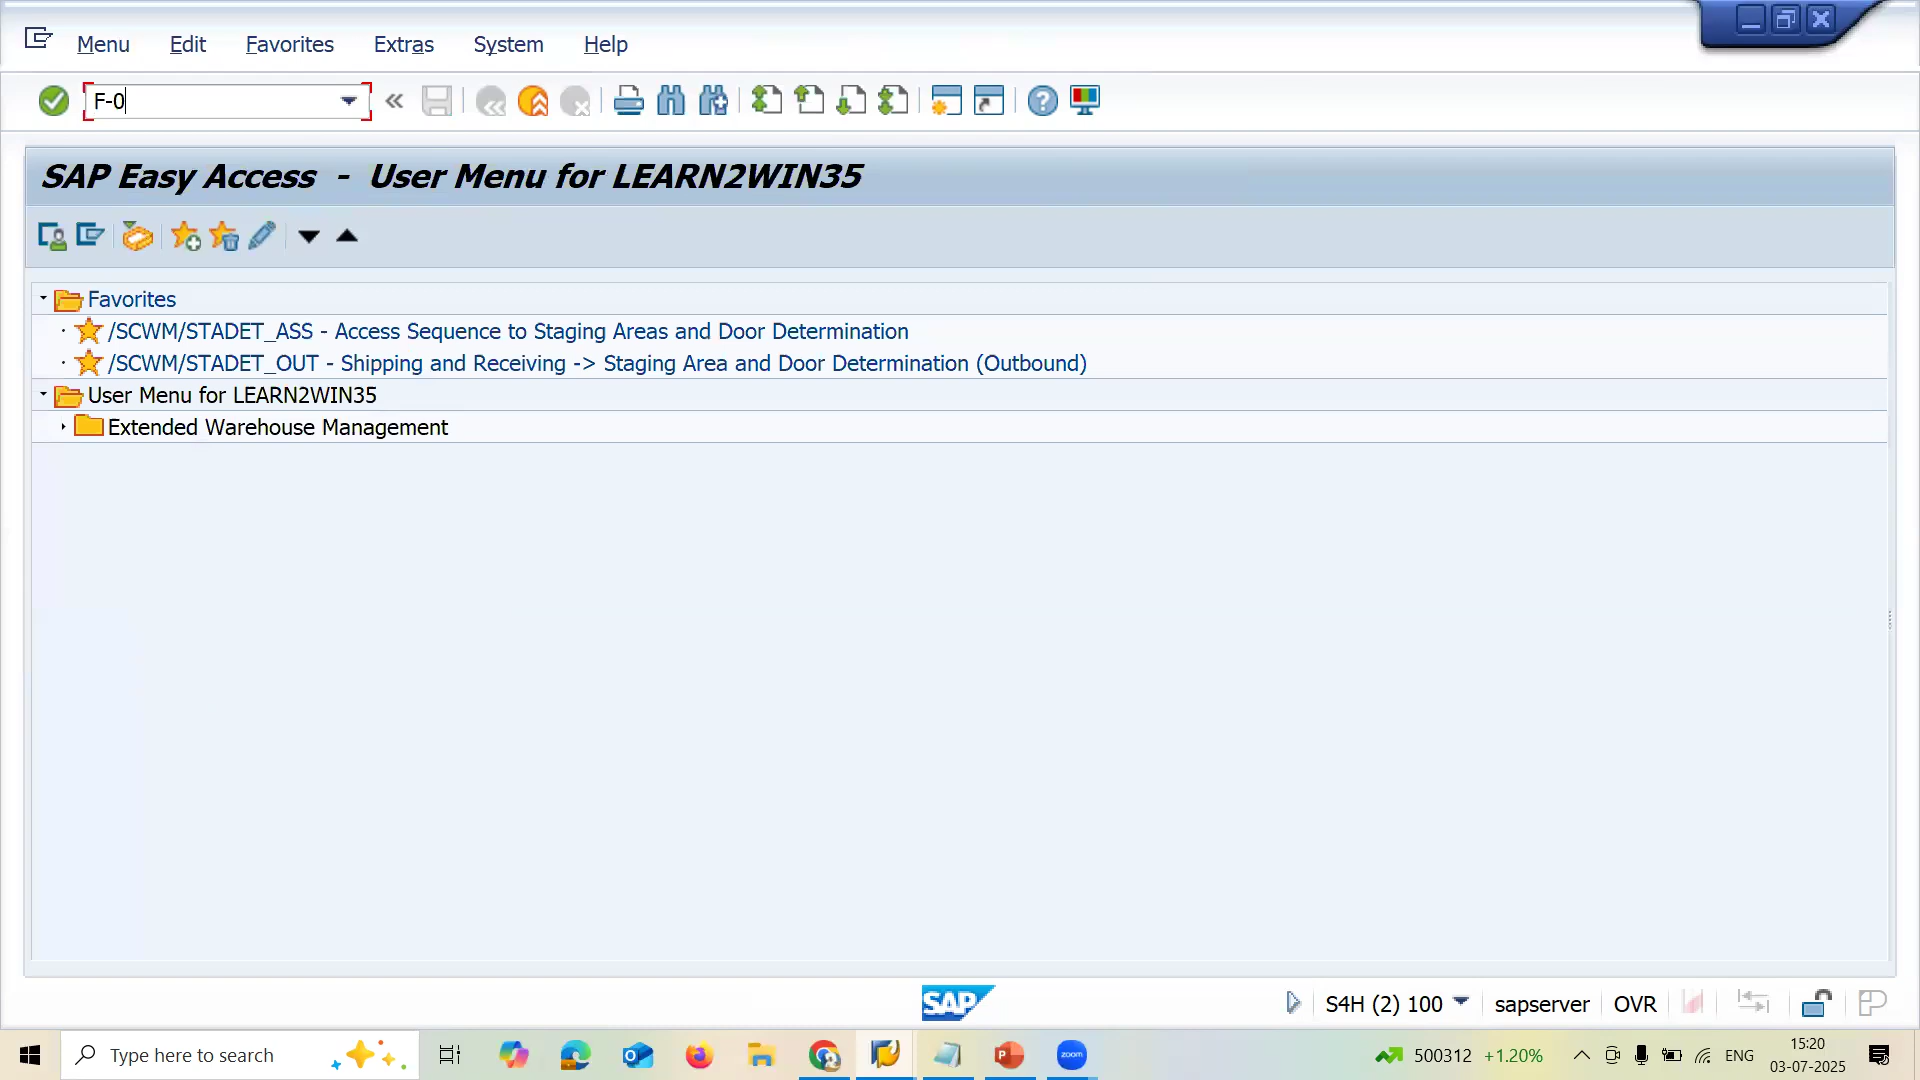 Menu Edit Favorites Extras System Help
F-0
SAP Easy Access - User Menu for LEARN2WIN35
Favorites
/SCWM/STADET_ASS - Access Sequence to Staging Areas and Door Determination
/SCWM/STADET_OUT - Shipping and Receiving -> Staging Area and Door Determination (Outbound)
User Menu for LEARN2WIN35
Extended Warehouse Management
SAP
S4H (2) 100 sapserver OVR
Type here to search
zoom
500312 +1.20%
ENG
15:20
03-07-2025